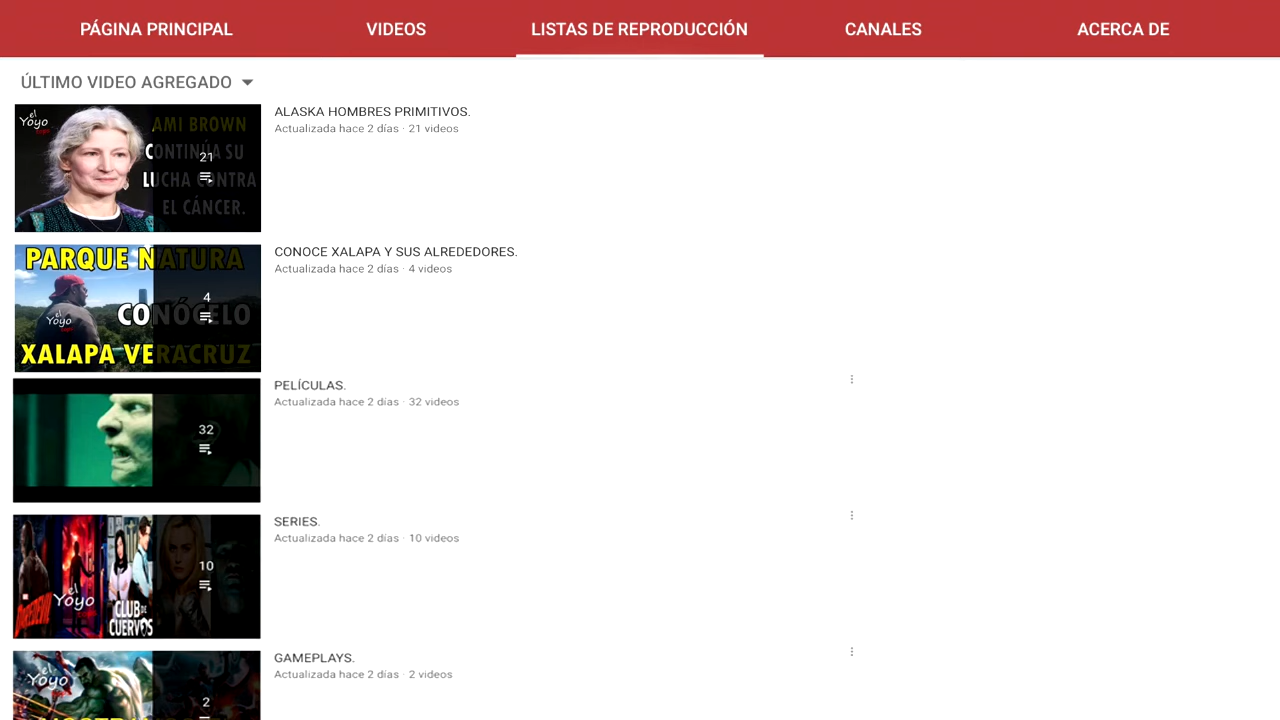 PÁGINA PRINCIPAL VIDEOS LISTAS DE REPRODUCCIÓN CANALES ACERCA DE
ÚLTIMO VIDEO AGREGADO
el
Yoyo
AMI BROWN
CONTINÚA SU
LUCHA CONTRA
EL CÁNCER.
21
ALASKA HOMBRES PRIMITIVOS.
Actualizada hace 2 días · 21 videos
PARQUE NATURA
CONÓCELO
el
Yoyo
XALAPA VERACRUZ
4
CONOCE XALAPA Y SUS ALREDEDORES.
Actualizada hace 2 días · 4 videos
32
PELÍCULAS.
Actualizada hace 2 días · 32 videos
DAREDEVIL
el
Yoyo
CLUB DE
CUERVOS
10
SERIES.
Actualizada hace 2 días · 10 videos
el
Yoyo
2
GAMEPLAYS.
Actualizada hace 2 días · 2 videos